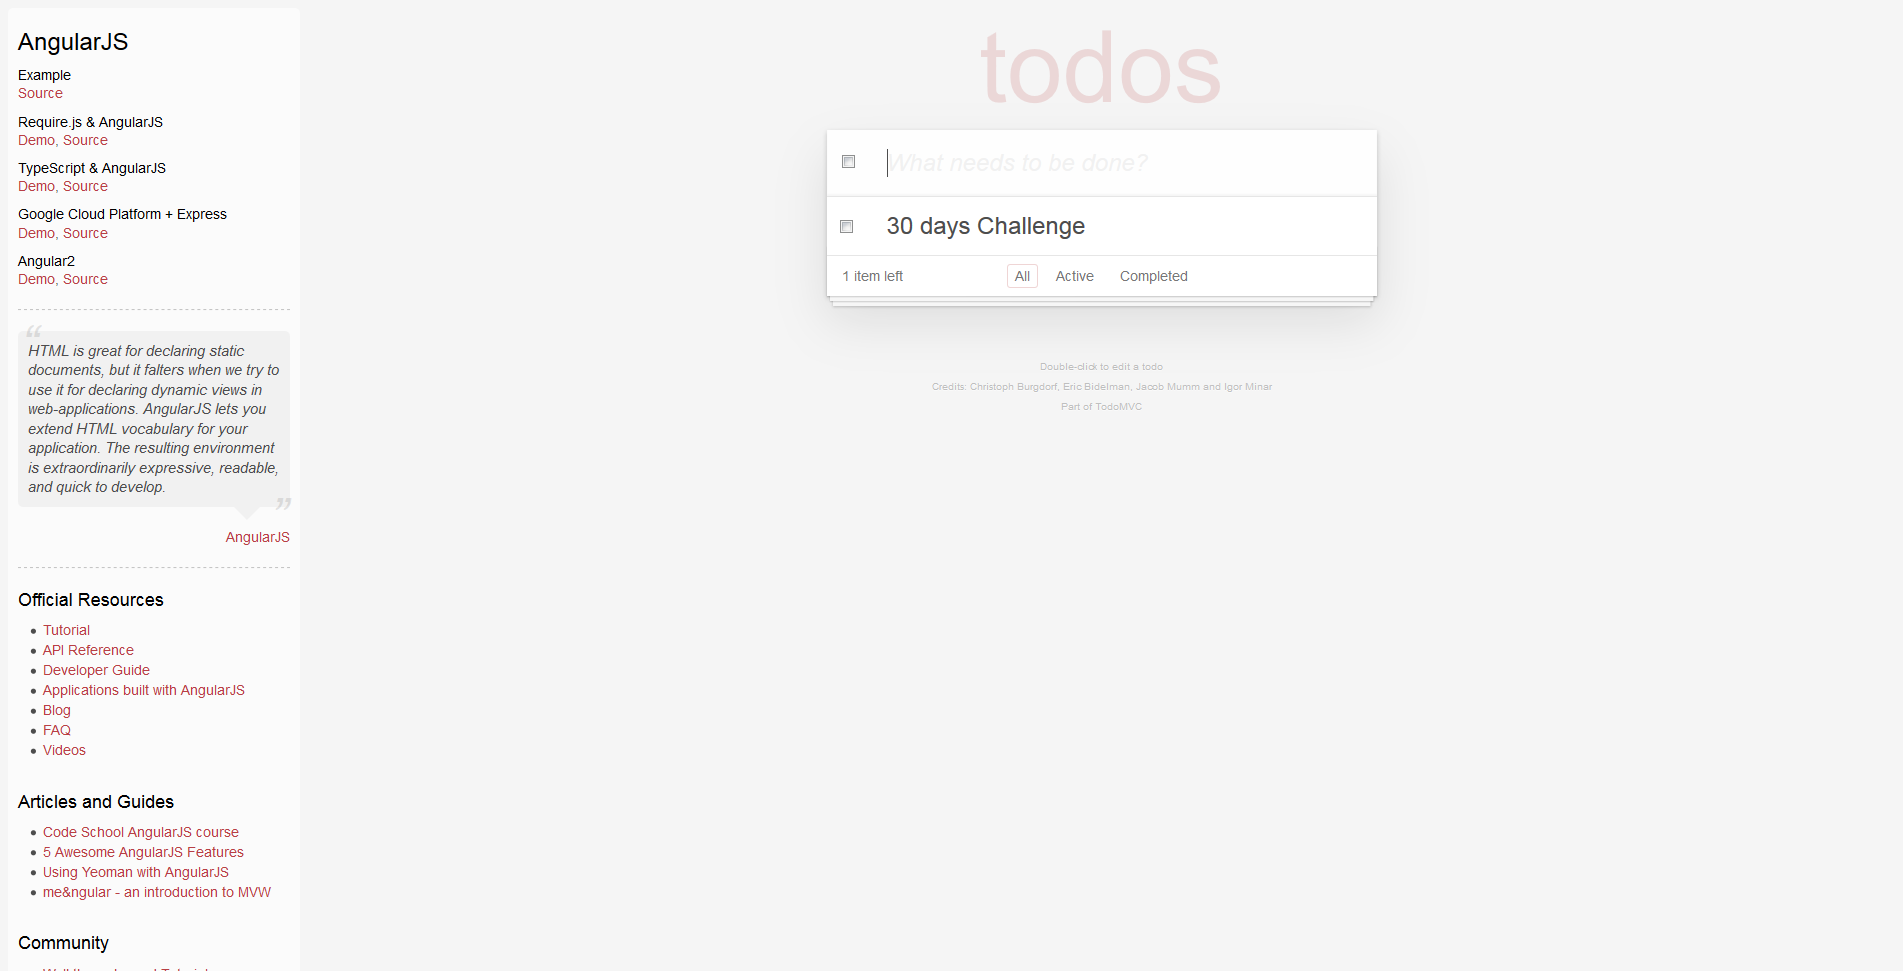 AngularJS
Example
Source
Require.js & AngularJS
Demo, Source
TypeScript & AngularJS
Demo, Source
Google Cloud Platform + Express
Demo, Source
Angular2
Demo, Source
“
HTML is great for declaring static
documents, but it falters when we try to
use it for declaring dynamic views in
web-applications. AngularJS lets you
extend HTML vocabulary for your
application. The resulting environment
is extraordinarily expressive, readable,
and quick to develop.
”
AngularJS
Official Resources
Tutorial
API Reference
Developer Guide
Applications built with AngularJS
Blog
FAQ
Videos
Articles and Guides
Code School AngularJS course
5 Awesome AngularJS Features
Using Yeoman with AngularJS
me&ngular - an introduction to MVW
Community
todos
What needs to be done?
30 days Challenge
1 item left
All
Active
Completed
Double-click to edit a todo
Credits: Christoph Burgdorf, Eric Bidelman, Jacob Mumm and Igor Minar
Part of TodoMVC